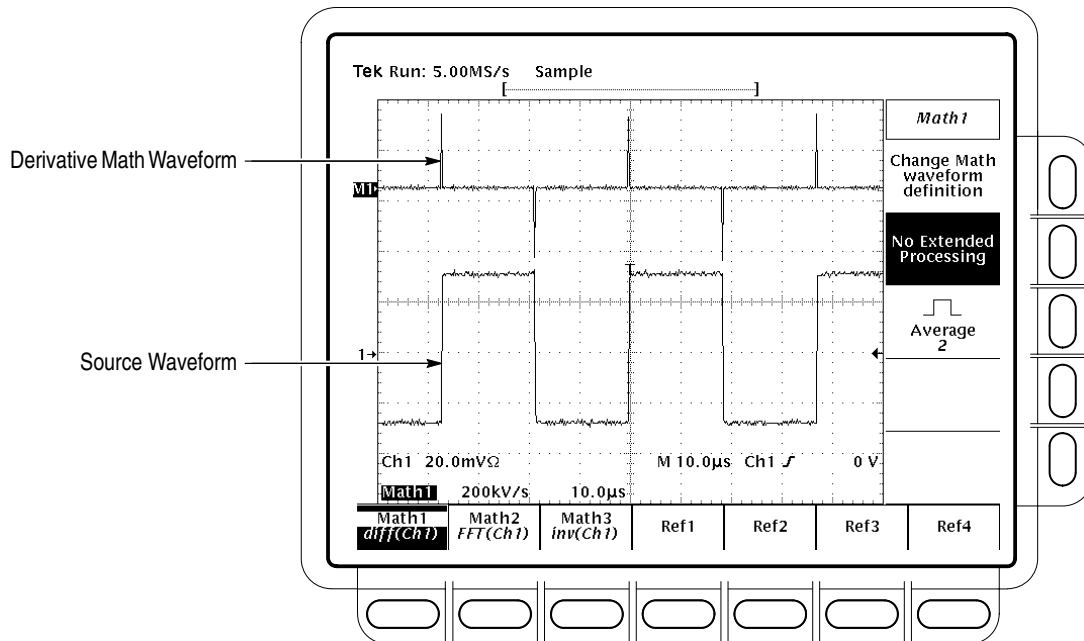 Tek Run: 5.00MS/s Sample
[ ]
Math1
Derivative Math Waveform
Change Math
waveform
definition
M1
No Extended
Processing
T
Average
2
1
Source Waveform
Ch1 20.0mVΩ M 10.0µs Ch1 0 V
Math1 200kV/s 10.0µs
Math1
diff(Ch1)
Math2
FFT(Ch1)
Math3
inv(Ch1)
Ref1
Ref2
Ref3
Ref4